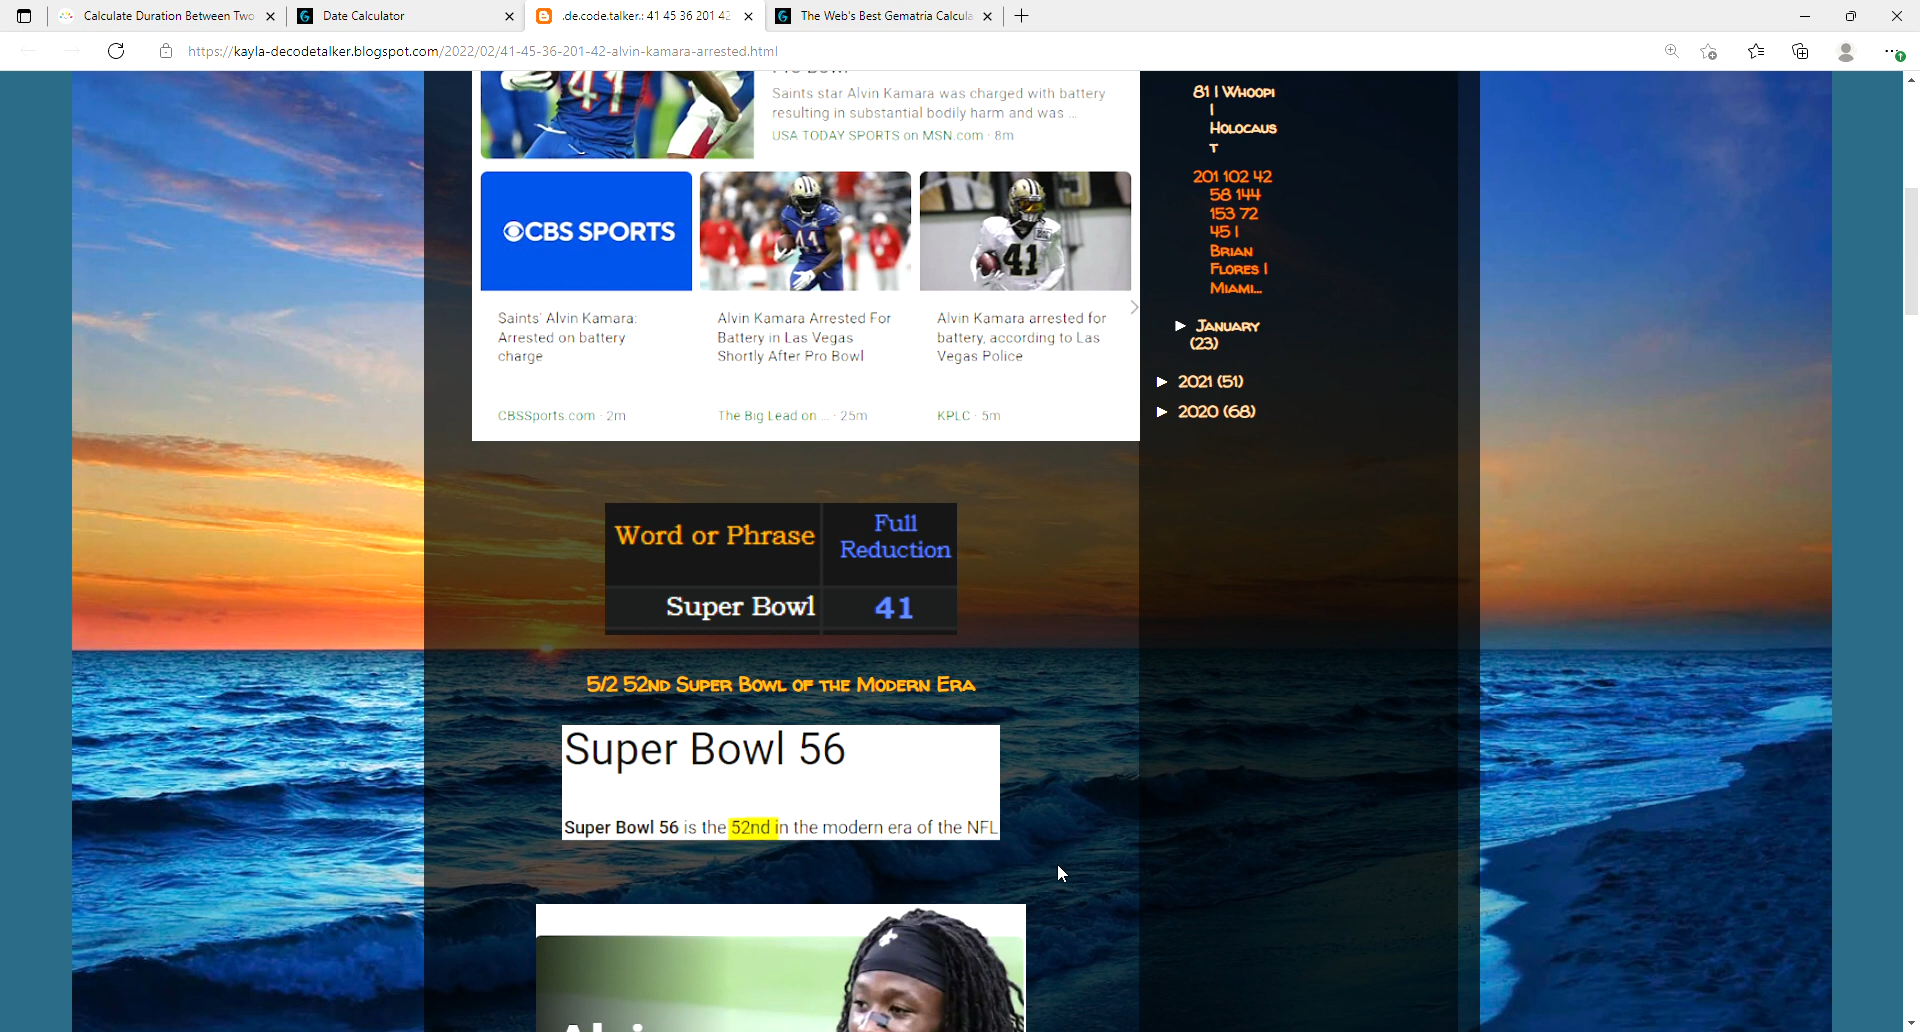 Calculate Duration Between Two
Date Calculator
.de.code.talker.: 41 45 36 201 42
The Web's Best Gematria Calcula
https://kayla-decodetalker.blogspot.com/2022/02/41-45-36-201-42-alvin-kamara-arrested.html
41
Saints star Alvin Kamara was charged with battery
resulting in substantial bodily harm and was ...
USA TODAY SPORTS on MSN.com · 8m
CBS SPORTS
41
41
Saints' Alvin Kamara:
Arrested on battery
charge
CBSSports.com · 2m
Alvin Kamara Arrested For
Battery in Las Vegas
Shortly After Pro Bowl
The Big Lead on ... · 25m
Alvin Kamara arrested for
battery, according to Las
Vegas Police
KPLC · 5m
Word or Phrase
Full
Reduction
Super Bowl
41
5/2 52nd Super Bowl of the Modern Era
Super Bowl 56
Super Bowl 56 is the 52nd in the modern era of the NFL
81 | Whoopi
|
Holocaus
t
201 102 42
58 144
153 72
45 |
Brian
Flores |
Miami...
► January
(23)
► 2021 (51)
► 2020 (68)